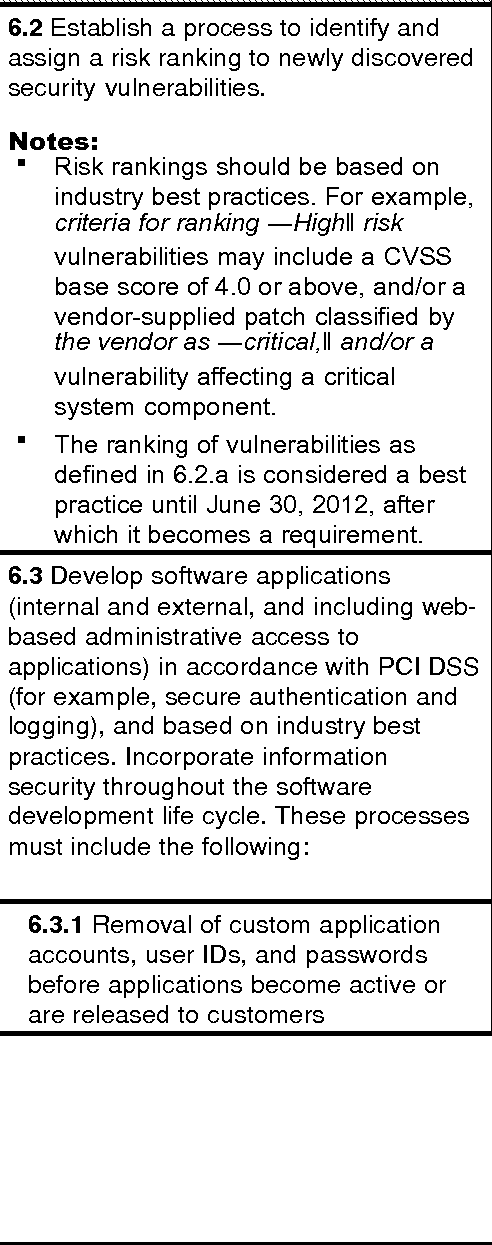 6.2 Establish a process to identify and
assign a risk ranking to newly discovered
security vulnerabilities.
Notes:
▪ Risk rankings should be based on
industry best practices. For example,
criteria for ranking ―High‖ risk
vulnerabilities may include a CVSS
base score of 4.0 or above, and/or a
vendor-supplied patch classified by
the vendor as ―critical,‖ and/or a
vulnerability affecting a critical
system component.
▪ The ranking of vulnerabilities as
defined in 6.2.a is considered a best
practice until June 30, 2012, after
which it becomes a requirement.
6.3 Develop software applications
(internal and external, and including web-
based administrative access to
applications) in accordance with PCI DSS
(for example, secure authentication and
logging), and based on industry best
practices. Incorporate information
security throughout the software
development life cycle. These processes
must include the following:
6.3.1 Removal of custom application
accounts, user IDs, and passwords
before applications become active or
are released to customers